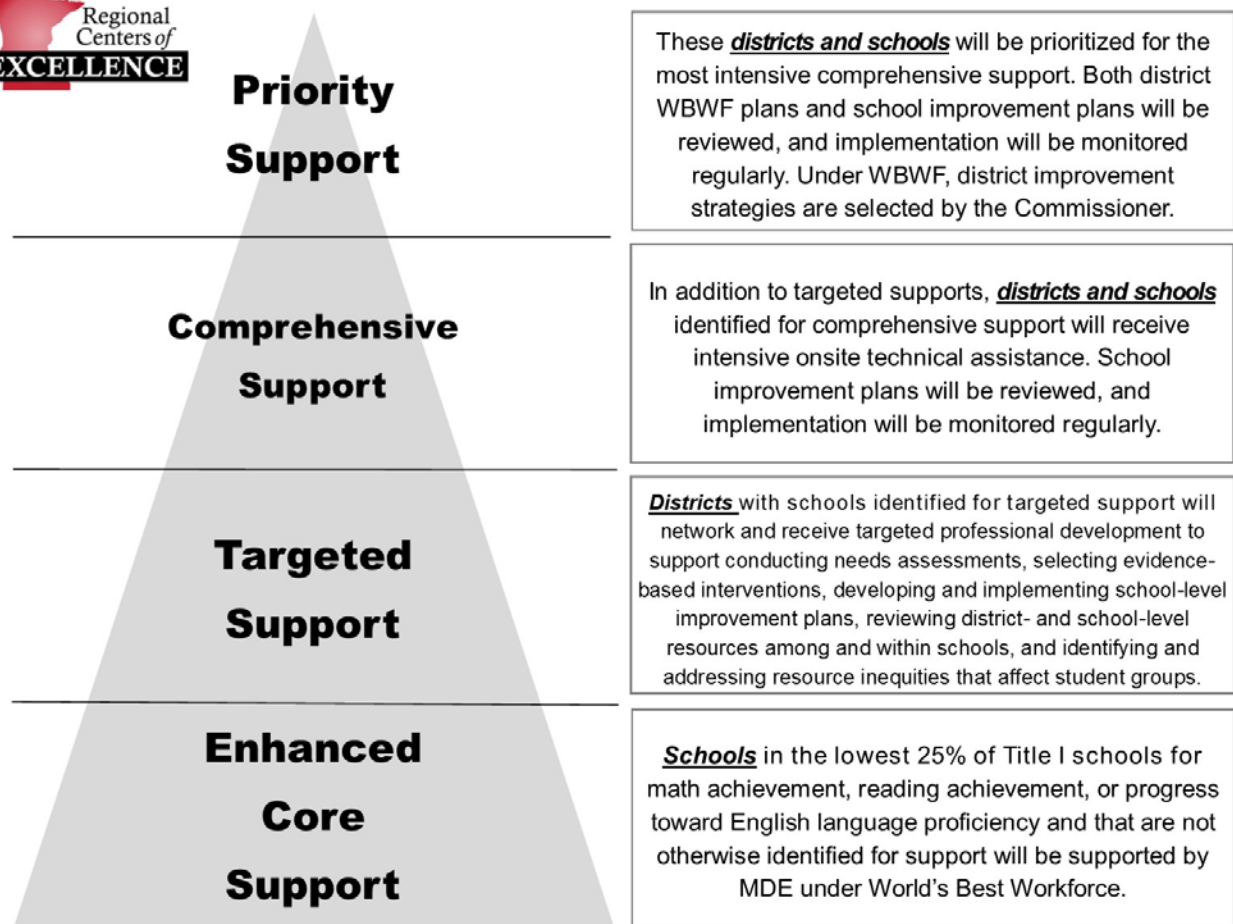 Regional
Centers of
EXCELLENCE
Priority
Support
These districts and schools will be prioritized for the
most intensive comprehensive support. Both district
WBWF plans and school improvement plans will be
reviewed, and implementation will be monitored
regularly. Under WBWF, district improvement
strategies are selected by the Commissioner.
Comprehensive
Support
In addition to targeted supports, districts and schools
identified for comprehensive support will receive
intensive onsite technical assistance. School
improvement plans will be reviewed, and
implementation will be monitored regularly.
Targeted
Support
Districts with schools identified for targeted support will
network and receive targeted professional development to
support conducting needs assessments, selecting evidence-
based interventions, developing and implementing school-level
improvement plans, reviewing district- and school-level
resources among and within schools, and identifying and
addressing resource inequities that affect student groups.
Enhanced
Core
Support
Schools in the lowest 25% of Title I schools for
math achievement, reading achievement, or progress
toward English language proficiency and that are not
otherwise identified for support will be supported by
MDE under World's Best Workforce.